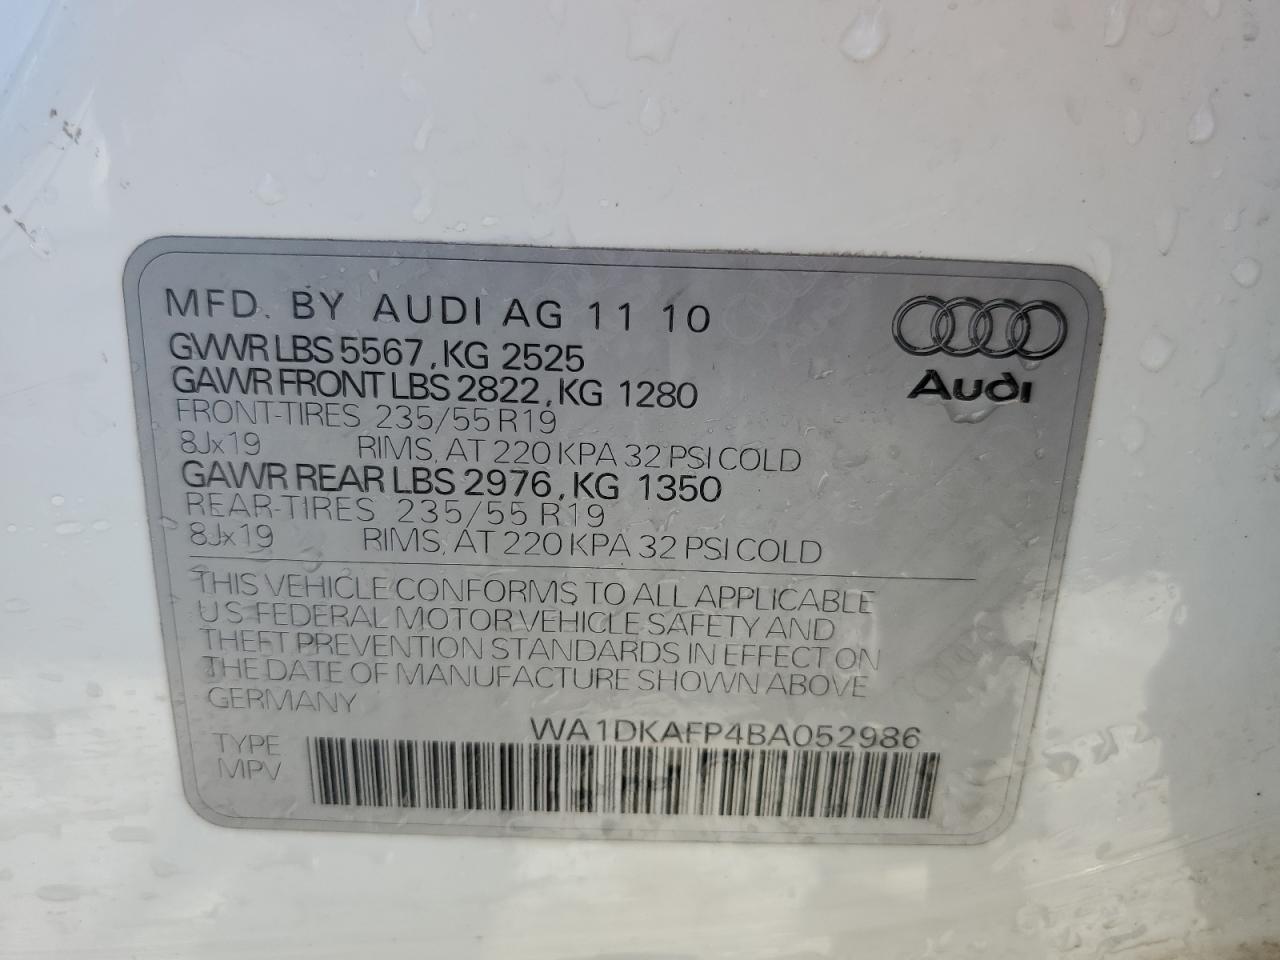 MFD. BY AUDI AG 11 10
GVWR LBS 5567, KG 2525
GAWR FRONT LBS 2822, KG 1280
FRONT-TIRES 235/55 R19
8Jx19 RIMS, AT 220 KPA 32 PSI COLD
GAWR REAR LBS 2976, KG 1350
REAR-TIRES 235/55 R19
8Jx19 RIMS, AT 220 KPA 32 PSI COLD
Audi
THIS VEHICLE CONFORMS TO ALL APPLICABLE
U.S-FEDERAL MOTOR VEHICLE SAFETY AND
THEFT PREVENTION STANDARDS IN EFFECT ON
THE DATE OF MANUFACTURE SHOWN ABOVE
GERMANY
WA1DKAFP4BA052986
TYPE
MPV